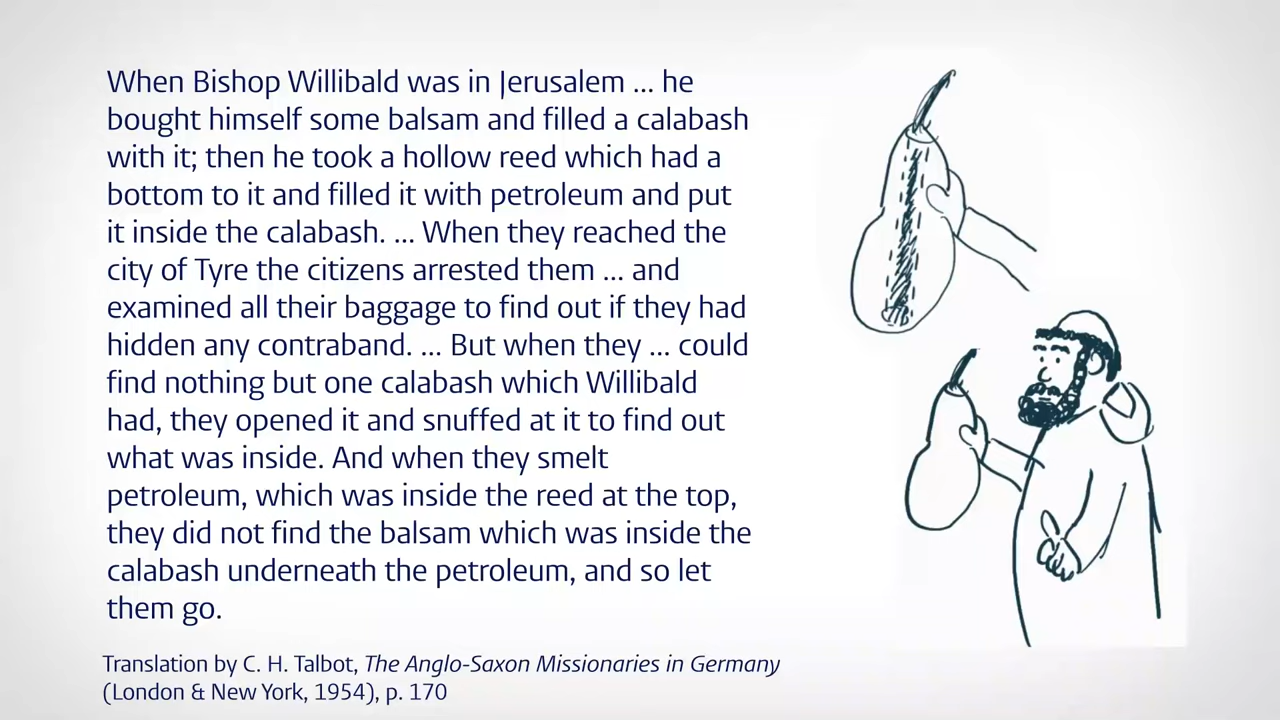 When Bishop Willibald was in Jerusalem ... he
bought himself some balsam and filled a calabash
with it; then he took a hollow reed which had a
bottom to it and filled it with petroleum and put
it inside the calabash. ... When they reached the
city of Tyre the citizens arrested them ... and
examined all their baggage to find out if they had
hidden any contraband. ... But when they ... could
find nothing but one calabash which Willibald
had, they opened it and snuffed at it to find out
what was inside. And when they smelt
petroleum, which was inside the reed at the top,
they did not find the balsam which was inside the
calabash underneath the petroleum, and so let
them go.
Translation by C. H. Talbot, The Anglo-Saxon Missionaries in Germany
(London & New York, 1954), p. 170